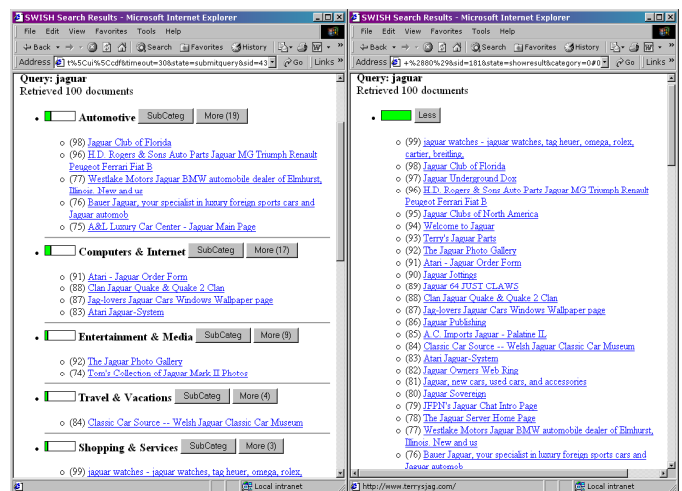 SWISH Search Results - Microsoft Internet Explorer
File Edit View Favorites Tools Help
Back Search Favorites History
Address t%5Cui%5Ccdf&timeout=30&state=submitquery&sid=43 Go Links
Query: jaguar
Retrieved 100 documents
Automotive SubCateg More (19)
(98) Jaguar Club of Florida
(96) H.D. Rogers & Sons Auto Parts Jaguar MG Triumph Renault
Peugeot Ferrari Fiat B
(77) Westlake Motors Jaguar BMW automobile dealer of Elmhurst,
Illinois. New and us
(76) Bauer Jaguar, your specialist in luxury foreign sports cars and
Jaguar automob
(75) A&L Luxury Car Center - Jaguar Main Page
Computers & Internet SubCateg More (17)
(91) Atari - Jaguar Order Form
(88) Clan Jaguar Quake & Quake 2 Clan
(87) Jag-lovers Jaguar Cars Windows Wallpaper page
(83) Atari Jaguar-System
Entertainment & Media SubCateg More (9)
(92) The Jaguar Photo Gallery
(74) Tom's Collection of Jaguar Mark II Photos
Travel & Vacations SubCateg More (4)
(84) Classic Car Source -- Welsh Jaguar Classic Car Museum
Shopping & Services SubCateg More (3)
(99) jaguar watches - jaguar watches, tag heuer, omega, rolex,
Local intranet
SWISH Search Results - Microsoft Internet Explorer
File Edit View Favorites Tools Help
Back Search Favorites History
Address +%2880%29&sid=181&state=showresult&category=0#0 Go Links
Query: jaguar
Retrieved 100 documents
Less
(99) jaguar watches - jaguar watches, tag heuer, omega, rolex,
cartier, breitling,
(98) Jaguar Club of Florida
(97) Jaguar Underground Dox
(96) H.D. Rogers & Sons Auto Parts Jaguar MG Triumph Renault
Peugeot Ferrari Fiat B
(95) Jaguar Clubs of North America
(94) Welcome to Jaguar
(93) Terry's Jaguar Parts
(92) The Jaguar Photo Gallery
(91) Atari - Jaguar Order Form
(90) Jaguar Jottings
(89) Jaguar 64 JUST CLAWS
(88) Clan Jaguar Quake & Quake 2 Clan
(87) Jag-lovers Jaguar Cars Windows Wallpaper page
(86) Jaguar Publishing
(85) A.C. Imports Jaguar - Palatine IL
(84) Classic Car Source -- Welsh Jaguar Classic Car Museum
(83) Atari Jaguar-System
(82) Jaguar Owners Web Ring
(81) Jaguar, new cars, used cars, and accessories
(80) Jaguar Sovereign
(79) JFPN's Jaguar Chat Intro Page
(78) The Jaguar Server Home Page
(77) Westlake Motors Jaguar BMW automobile dealer of Elmhurst,
Illinois. New and us
(76) Bauer Jaguar, your specialist in luxury foreign sports cars and
Jaguar automob
http://www.terrysjag.com/ Local intranet